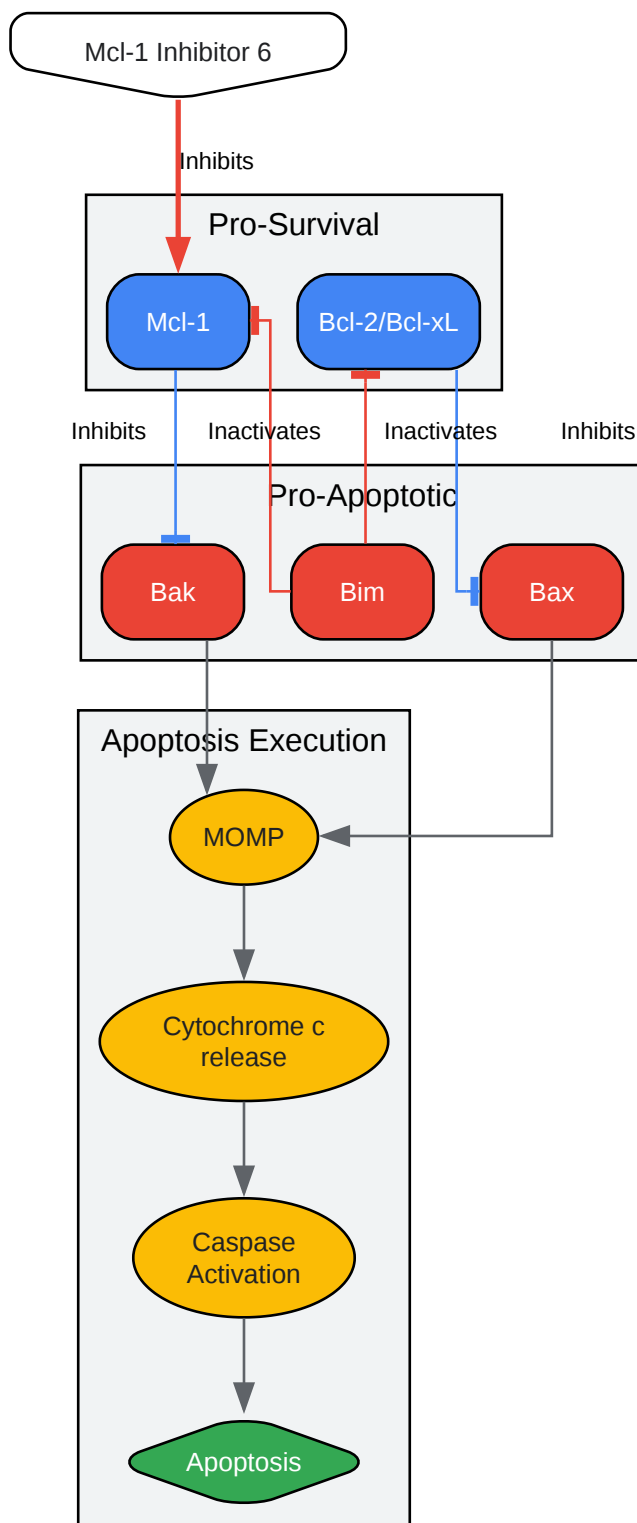 Mcl-1 Inhibitor 6
Inhibits
Pro-Survival
Mcl-1
Bcl-2/Bcl-xL
Inhibits
Inactivates
Inactivates
Inhibits
Pro-Apoptotic
Bak
Bim
Bax
Apoptosis Execution
MOMP
Cytochrome c
release
Caspase
Activation
Apoptosis